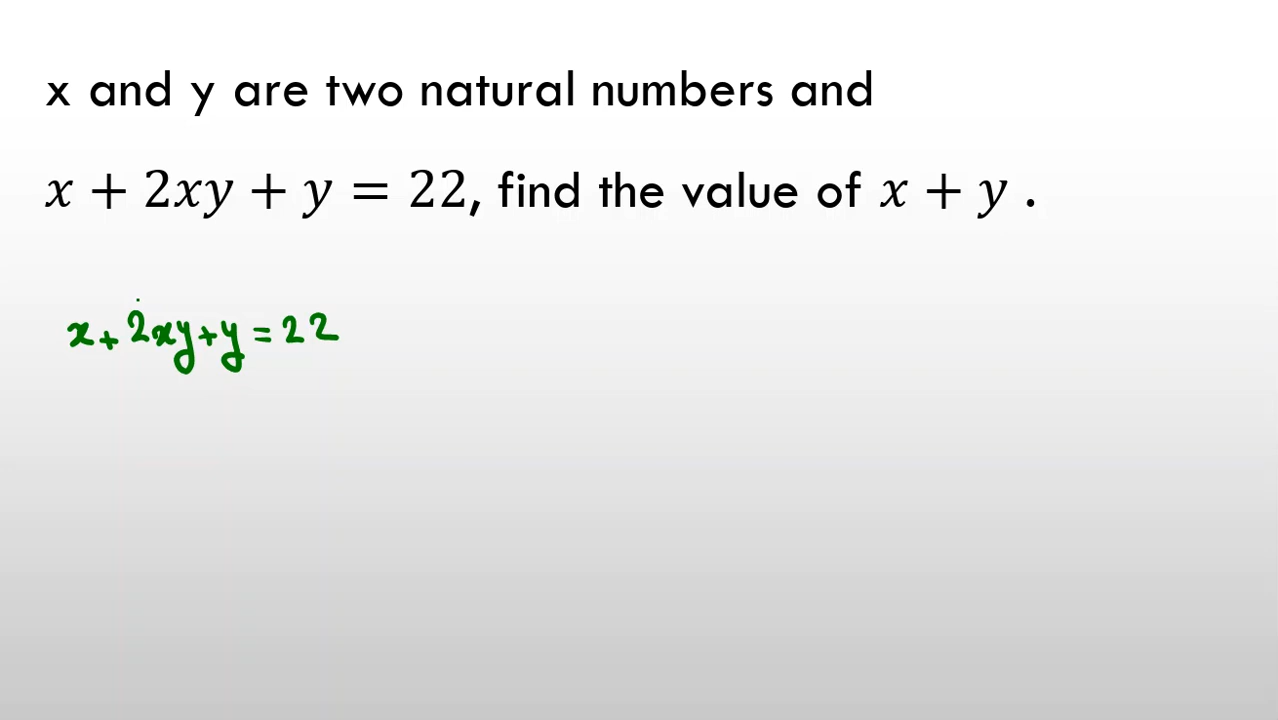 x and y are two natural numbers and
x + 2xy + y = 22, find the value of x + y .
x + 2xy + y = 22